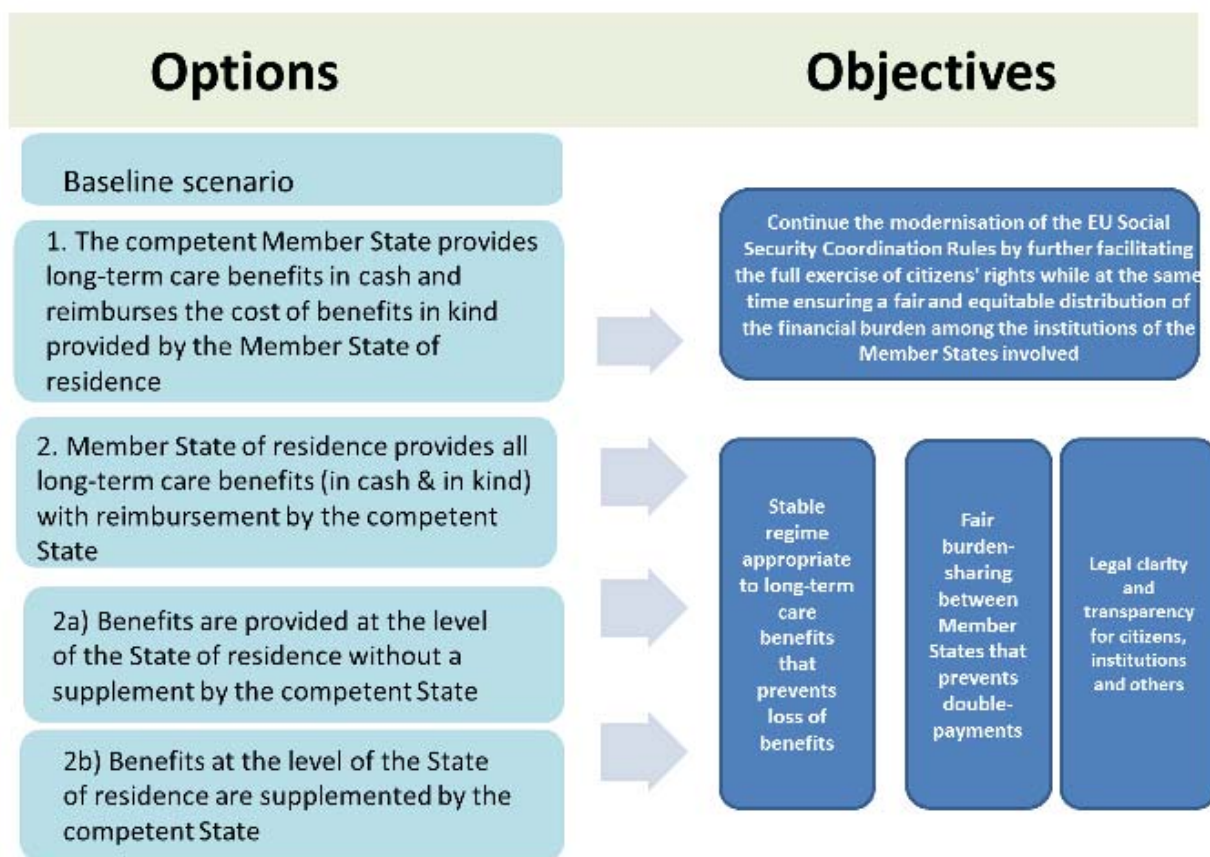 Options
Objectives
Baseline scenario
1. The competent Member State provides
long-term care benefits in cash and
reimburses the cost of benefits in kind
provided by the Member State of
residence
2. Member State of residence provides all
long-term care benefits (in cash & in kind)
with reimbursement by the competent
State
2a) Benefits are provided at the level
of the State of residence without a
supplement by the competent State
2b) Benefits at the level of the State
of residence are supplemented by the
competent State
Continue the modernisation of the EU Social
Security Coordination Rules by further facilitating
the full exercise of citizens' rights while at the same
time ensuring a fair and equitable distribution of
the financial burden among the institutions of the
Member States involved
Stable
regime
appropriate
to long-term
care
benefits
that
prevents
loss of
benefits
Fair
burden-
sharing
between
Member
States that
prevents
double-
payments
Legal clarity
and
transparency
for citizens,
institutions
and others